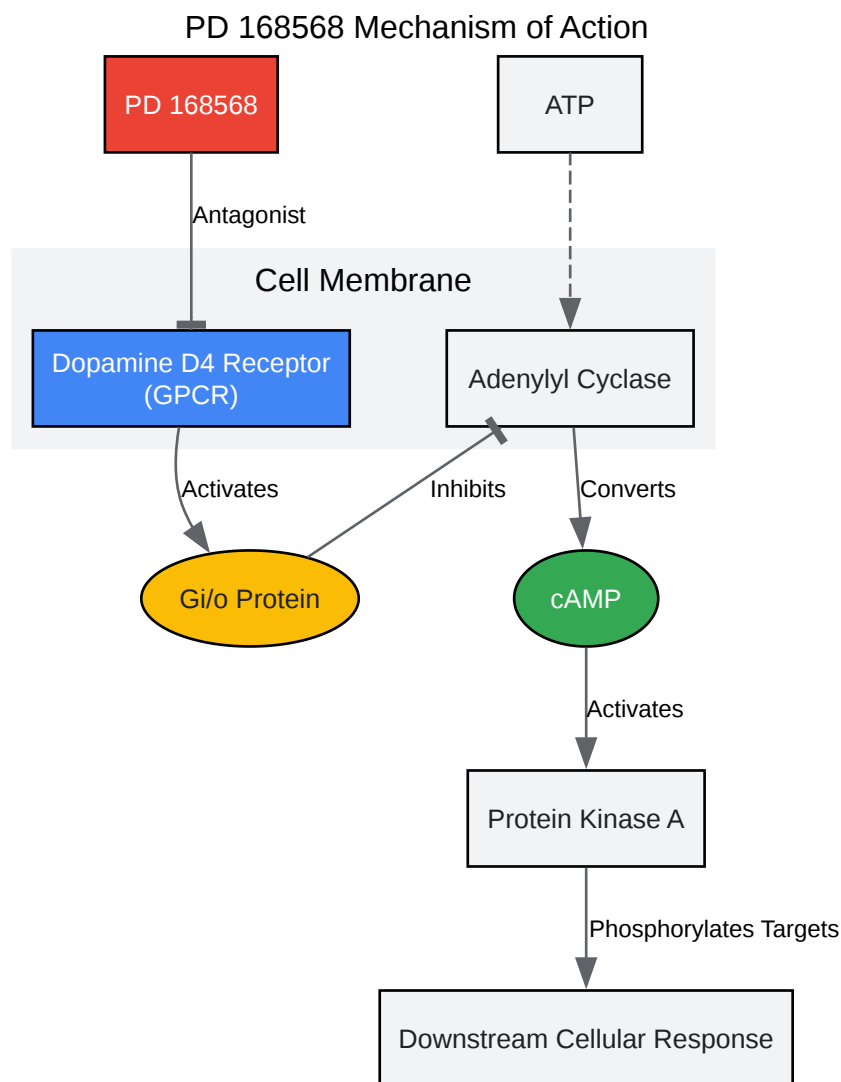 PD 168568 Mechanism of Action
PD 168568
ATP
Antagonist
Cell Membrane
Dopamine D4 Receptor
(GPCR)
Adenylyl Cyclase
Activates
Inhibits
Converts
Gi/o Protein
cAMP
Activates
Protein Kinase A
Phosphorylates Targets
Downstream Cellular Response